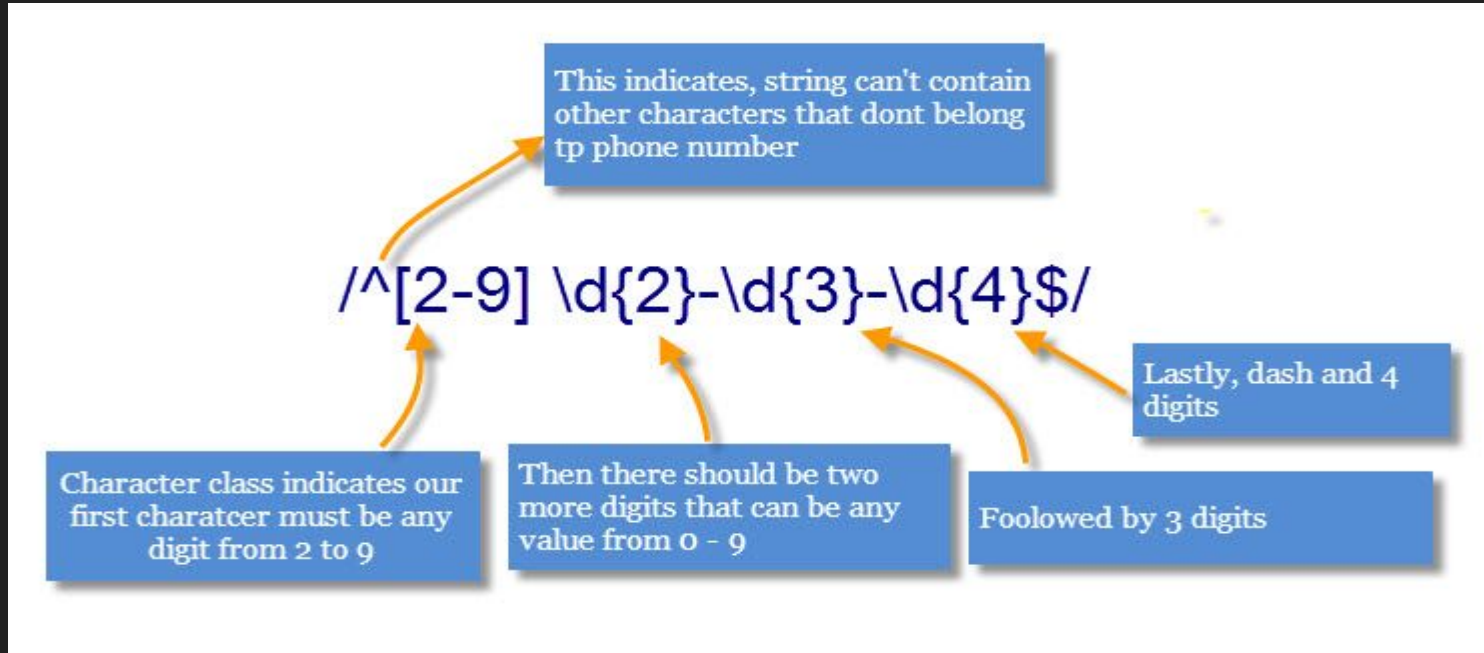 This indicates, string can't contain
other characters that dont belong
tp phone number
/^[2-9] \d{2}-\d{3}-\d{4}$/
Lastly, dash and 4
digits
Character class indicates our
first charatcer must be any
digit from 2 to 9
Then there should be two
more digits that can be any
value from 0 - 9
Foolowed by 3 digits